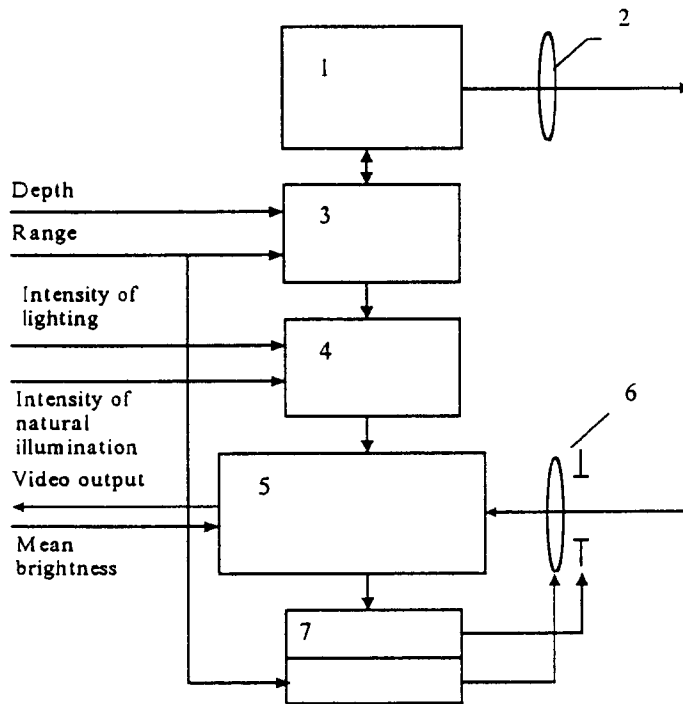 1
2
Depth
3
Range
Intensity of
lighting
4
Intensity of
natural
illumination
6
Video output
5
Mean
brightness
7